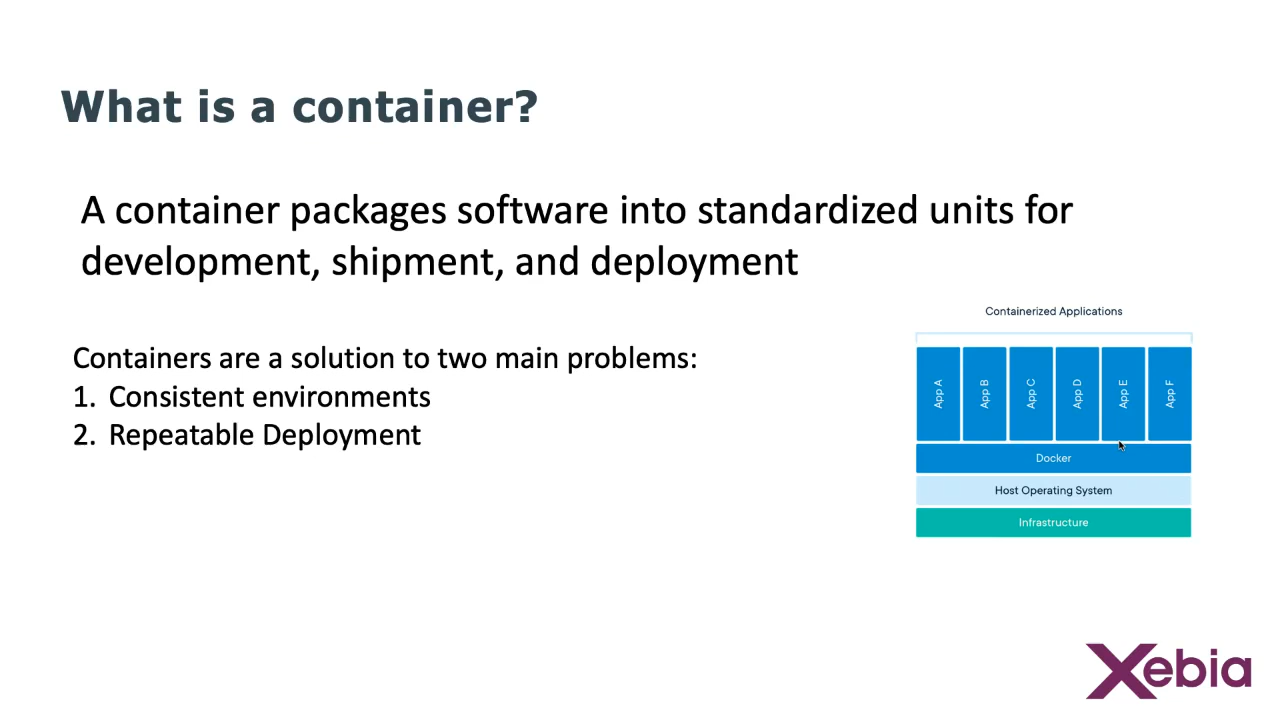 What is a container?
A container packages software into standardized units for
development, shipment, and deployment
Containers are a solution to two main problems:
1. Consistent environments
2. Repeatable Deployment
Containerized Applications
App A
App B
App C
App D
App E
App F
Docker
Host Operating System
Infrastructure
Xebia